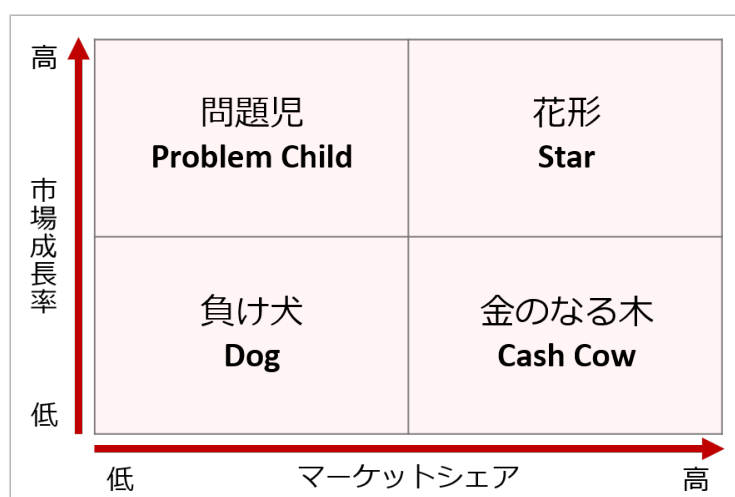 高
市場成長率
低
問題児
Problem Child
花形
Star
負け犬
Dog
金のなる木
Cash Cow
低
マーケットシェア
高